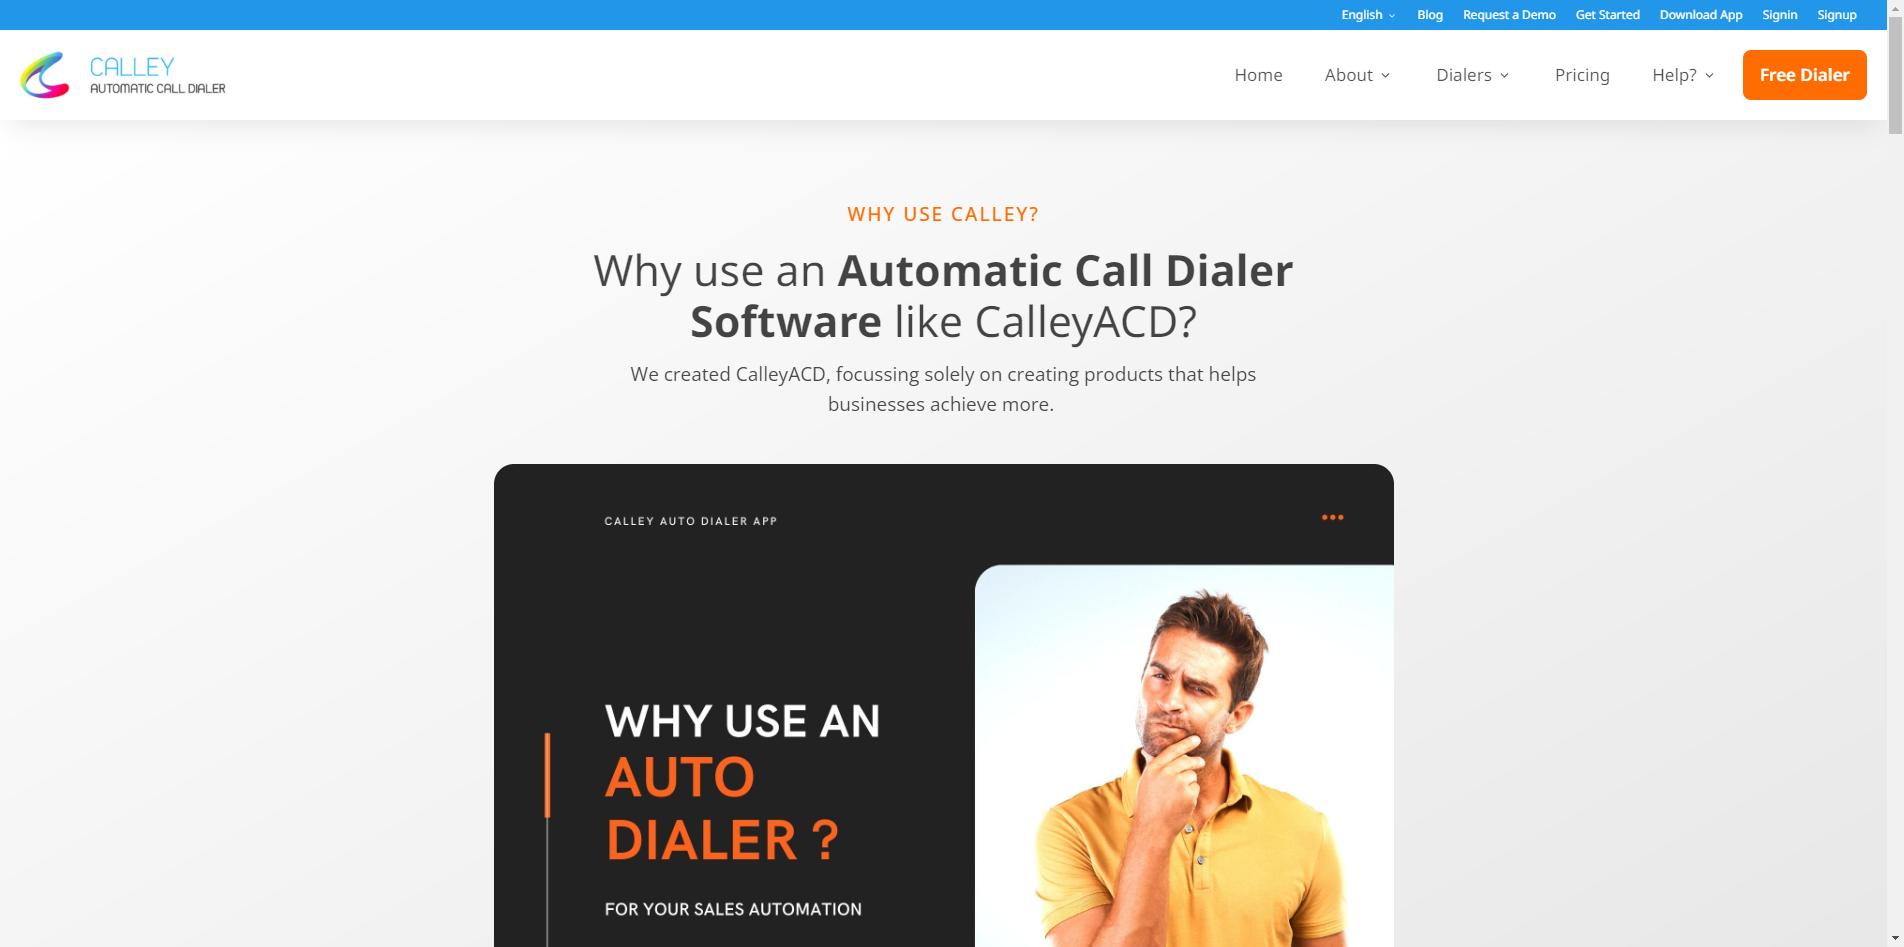 English
Blog
Request a Demo
Get Started
Download App
Signin
Signup
CALLEY
AUTOMATIC CALL DIALER
Home
About
Dialers
Pricing
Help?
Free Dialer
WHY USE CALLEY?
Why use an Automatic Call Dialer
Software like CalleyACD?
We created CalleyACD, focussing solely on creating products that helps
businesses achieve more.
CALLEY AUTO DIALER APP
WHY USE AN
AUTO
DIALER ?
FOR YOUR SALES AUTOMATION